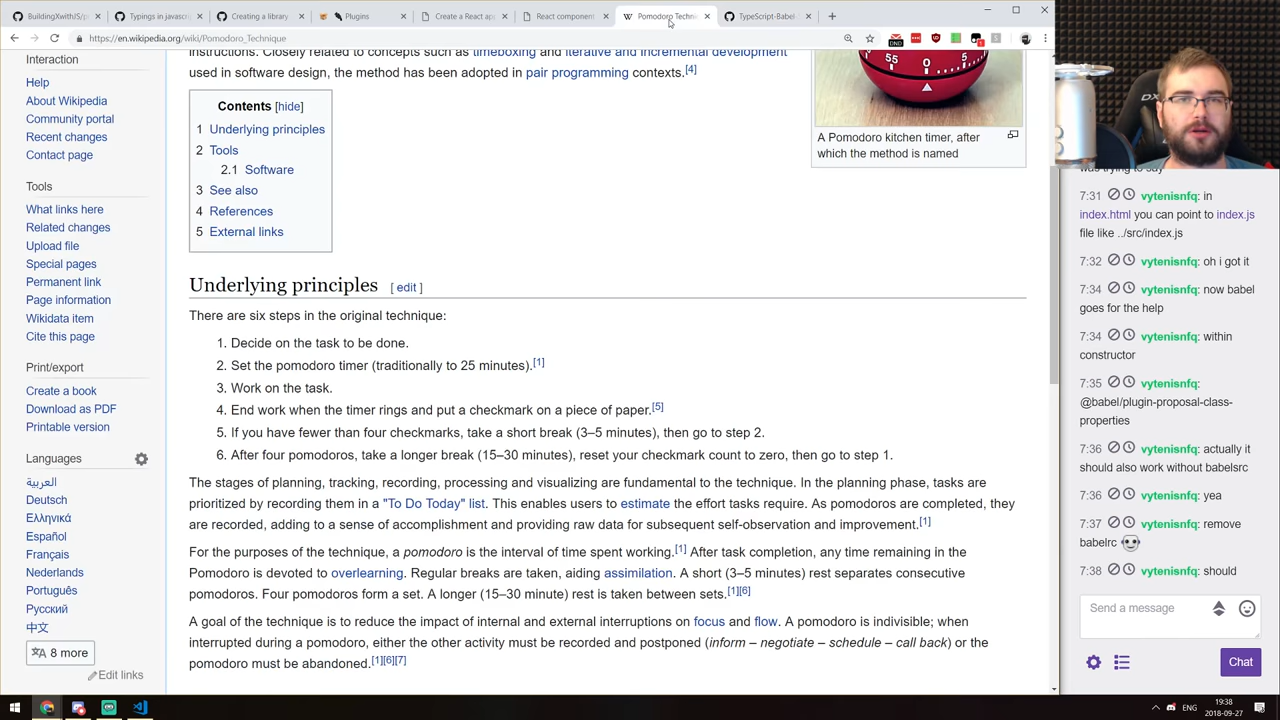 BuildingXwithJS/p
Typings in javascri
Creating a library
Plugins
Create a React app
React component
Pomodoro Techni
TypeScript-Babel-
https://en.wikipedia.org/wiki/Pomodoro_Technique
Interaction
Help
About Wikipedia
Community portal
Recent changes
Contact page
Tools
What links here
Related changes
Upload file
Special pages
Permanent link
Page information
Wikidata item
Cite this page
Print/export
Create a book
Download as PDF
Printable version
Languages
العربية
Deutsch
Ελληνικά
Español
Français
Nederlands
Português
Русский
中文
8 more
Edit links
timeboxing and iterative and incremental development
used in software design, the method has been adopted in pair programming contexts.[4]
Contents [hide]
1 Underlying principles
2 Tools
2.1 Software
3 See also
4 References
5 External links
55 0 5
A Pomodoro kitchen timer, after
which the method is named
Underlying principles [ edit ]
There are six steps in the original technique:
1. Decide on the task to be done.
2. Set the pomodoro timer (traditionally to 25 minutes).[1]
3. Work on the task.
4. End work when the timer rings and put a checkmark on a piece of paper.[5]
5. If you have fewer than four checkmarks, take a short break (3–5 minutes), then go to step 2.
6. After four pomodoros, take a longer break (15–30 minutes), reset your checkmark count to zero, then go to step 1.
The stages of planning, tracking, recording, processing and visualizing are fundamental to the technique. In the planning phase, tasks are
prioritized by recording them in a "To Do Today" list. This enables users to estimate the effort tasks require. As pomodoros are completed, they
are recorded, adding to a sense of accomplishment and providing raw data for subsequent self-observation and improvement.[1]
For the purposes of the technique, a pomodoro is the interval of time spent working.[1] After task completion, any time remaining in the
Pomodoro is devoted to overlearning. Regular breaks are taken, aiding assimilation. A short (3–5 minutes) rest separates consecutive
pomodoros. Four pomodoros form a set. A longer (15–30 minute) rest is taken between sets.[1][6]
A goal of the technique is to reduce the impact of internal and external interruptions on focus and flow. A pomodoro is indivisible; when
interrupted during a pomodoro, either the other activity must be recorded and postponed (inform – negotiate – schedule – call back) or the
pomodoro must be abandoned.[1][6][7]
was trying to say
7:31 vytenisnfq: in
index.html you can point to index.js
file like ../src/index.js
7:32 vytenisnfq: oh i got it
7:34 vytenisnfq: now babel
goes for the help
7:34 vytenisnfq: within
constructor
7:35 vytenisnfq:
@babel/plugin-proposal-class-
properties
7:36 vytenisnfq: actually it
should also work without babelsrc
7:36 vytenisnfq: yea
7:37 vytenisnfq: remove
babelrc
7:38 vytenisnfq: should
Send a message
Chat
ENG
19:38
2018-09-27